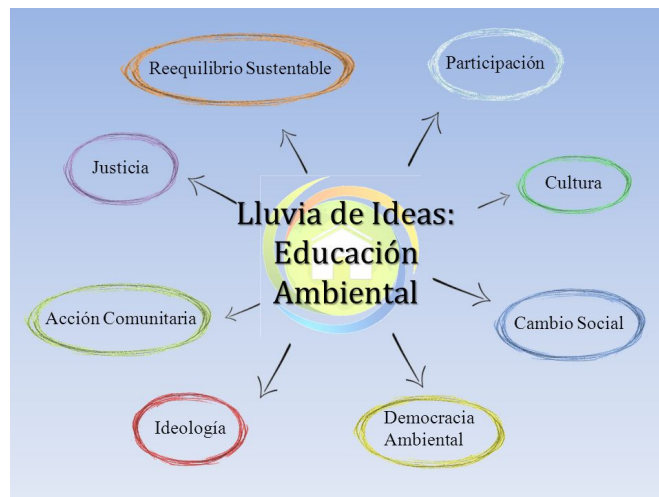 Reequilibrio Sustentable
Participación
Justicia
Cultura
Lluvia de Ideas:
Educación
Ambiental
Acción Comunitaria
Cambio Social
Ideología
Democracia
Ambiental